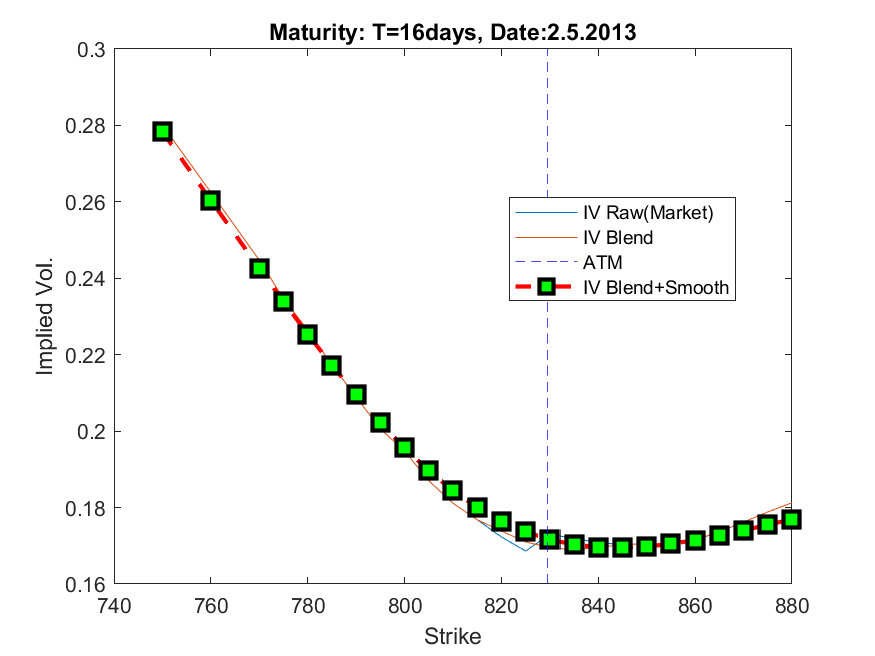 Maturity: T=16days, Date:2.5.2013
0.3
0.28
0.26
0.24
0.22
0.2
0.18
0.16
Implied Vol.
IV Raw(Market)
IV Blend
ATM
IV Blend+Smooth
740 760 780 800 820 840 860 880
Strike